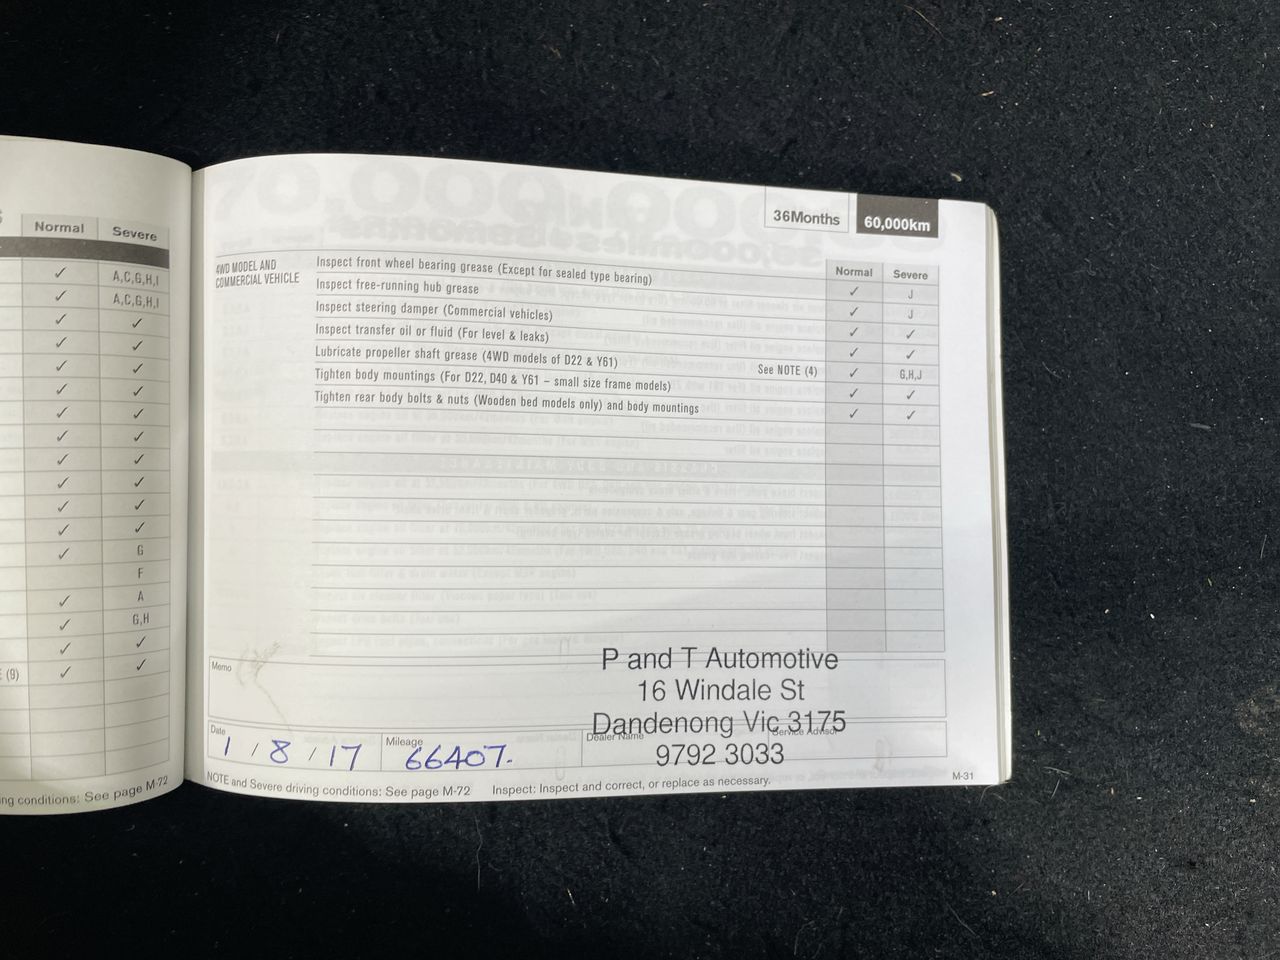 Normal Severe
✓ A,C,G,H,I
✓ A,C,G,H,I
✓ ✓
✓ ✓
✓ ✓
✓ ✓
✓ ✓
✓ ✓
✓ ✓
✓ ✓
✓ ✓
✓ ✓
✓ G
F
✓ A
✓ G,H
✓ ✓
(9) ✓ ✓
ing conditions: See page M-72
36Months 60,000km
Normal Severe
4WD MODEL AND COMMERCIAL VEHICLE
Inspect front wheel bearing grease (Except for sealed type bearing) ✓ J
Inspect free-running hub grease ✓ J
Inspect steering damper (Commercial vehicles) ✓ ✓
Inspect transfer oil or fluid (For level & leaks) ✓ ✓
Lubricate propeller shaft grease (4WD models of D22 & Y61) See NOTE (4) ✓ G,H,J
Tighten body mountings (For D22, D40 & Y61 – small size frame models) ✓ ✓
Tighten rear body bolts & nuts (Wooden bed models only) and body mountings ✓ ✓
Memo
P and T Automotive
16 Windale St
Dandenong Vic 3175
9792 3033
Date 1 / 8 / 17 Mileage 66407. Dealer Name Service Advisor
NOTE and Severe driving conditions: See page M-72 Inspect: Inspect and correct, or replace as necessary.
M-31